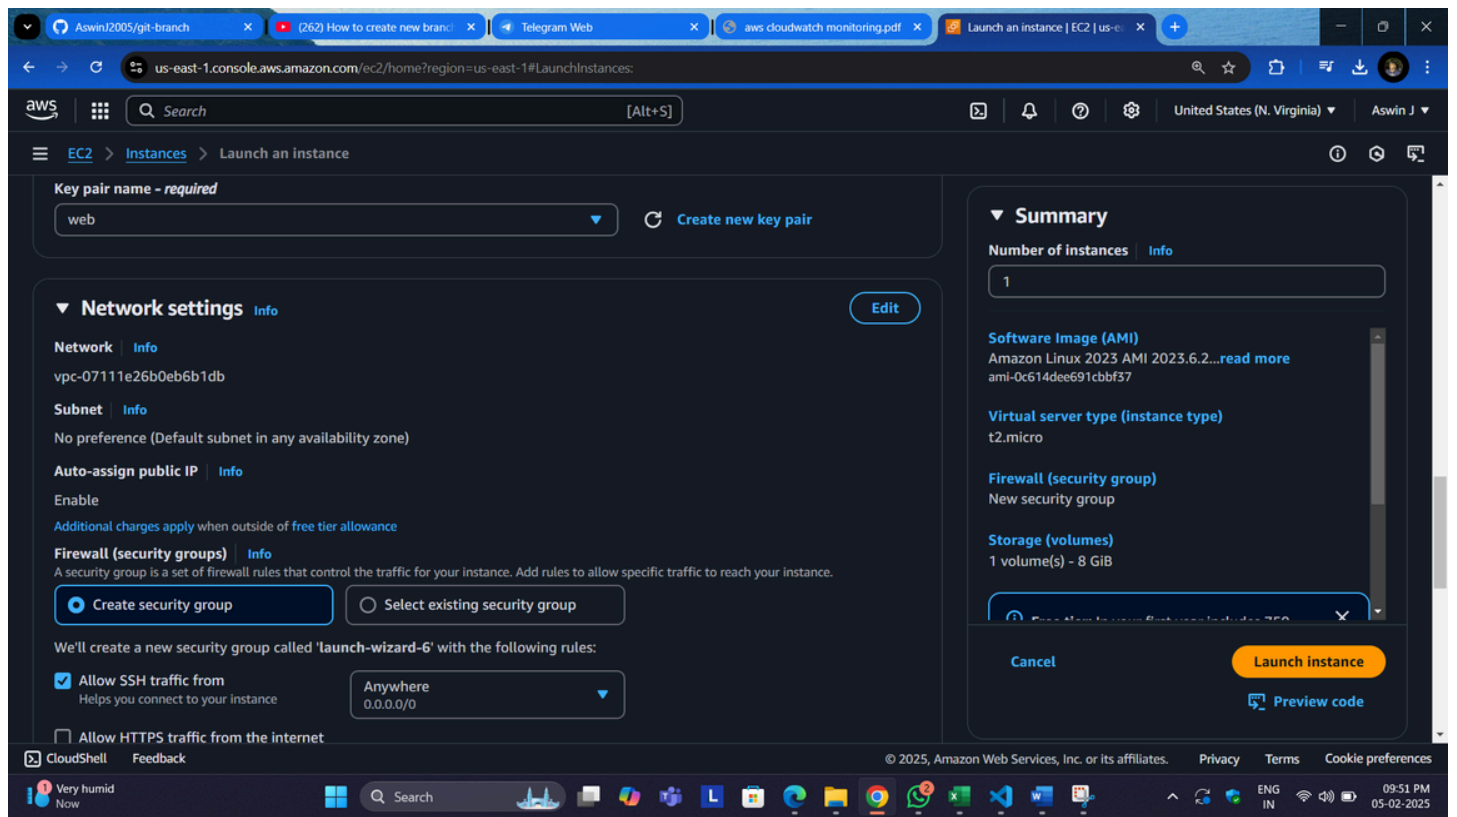 AswinJ2005/git-branch
(262) How to create new branc
Telegram Web
aws cloudwatch monitoring.pdf
Launch an instance | EC2 | us-e
us-east-1.console.aws.amazon.com/ec2/home?region=us-east-1#LaunchInstances:
aws
Search
[Alt+S]
United States (N. Virginia)
Aswin J
EC2 > Instances > Launch an instance
Key pair name - required
web
Create new key pair
Network settings Info
Edit
Network Info
vpc-07111e26b0eb6b1db
Subnet Info
No preference (Default subnet in any availability zone)
Auto-assign public IP Info
Enable
Additional charges apply when outside of free tier allowance
Firewall (security groups) Info
A security group is a set of firewall rules that control the traffic for your instance. Add rules to allow specific traffic to reach your instance.
Create security group
Select existing security group
We'll create a new security group called 'launch-wizard-6' with the following rules:
Allow SSH traffic from
Helps you connect to your instance
Anywhere
0.0.0.0/0
Allow HTTPS traffic from the internet
Summary
Number of instances Info
1
Software Image (AMI)
Amazon Linux 2023 AMI 2023.6.2...read more
ami-0c614dee691cbbf37
Virtual server type (instance type)
t2.micro
Firewall (security group)
New security group
Storage (volumes)
1 volume(s) - 8 GiB
Free tier: In your first year includes 750
Cancel
Launch instance
Preview code
CloudShell
Feedback
© 2025, Amazon Web Services, Inc. or its affiliates.
Privacy
Terms
Cookie preferences
1
Very humid
Now
Search
L
2
ENG
IN
09:51 PM
05-02-2025